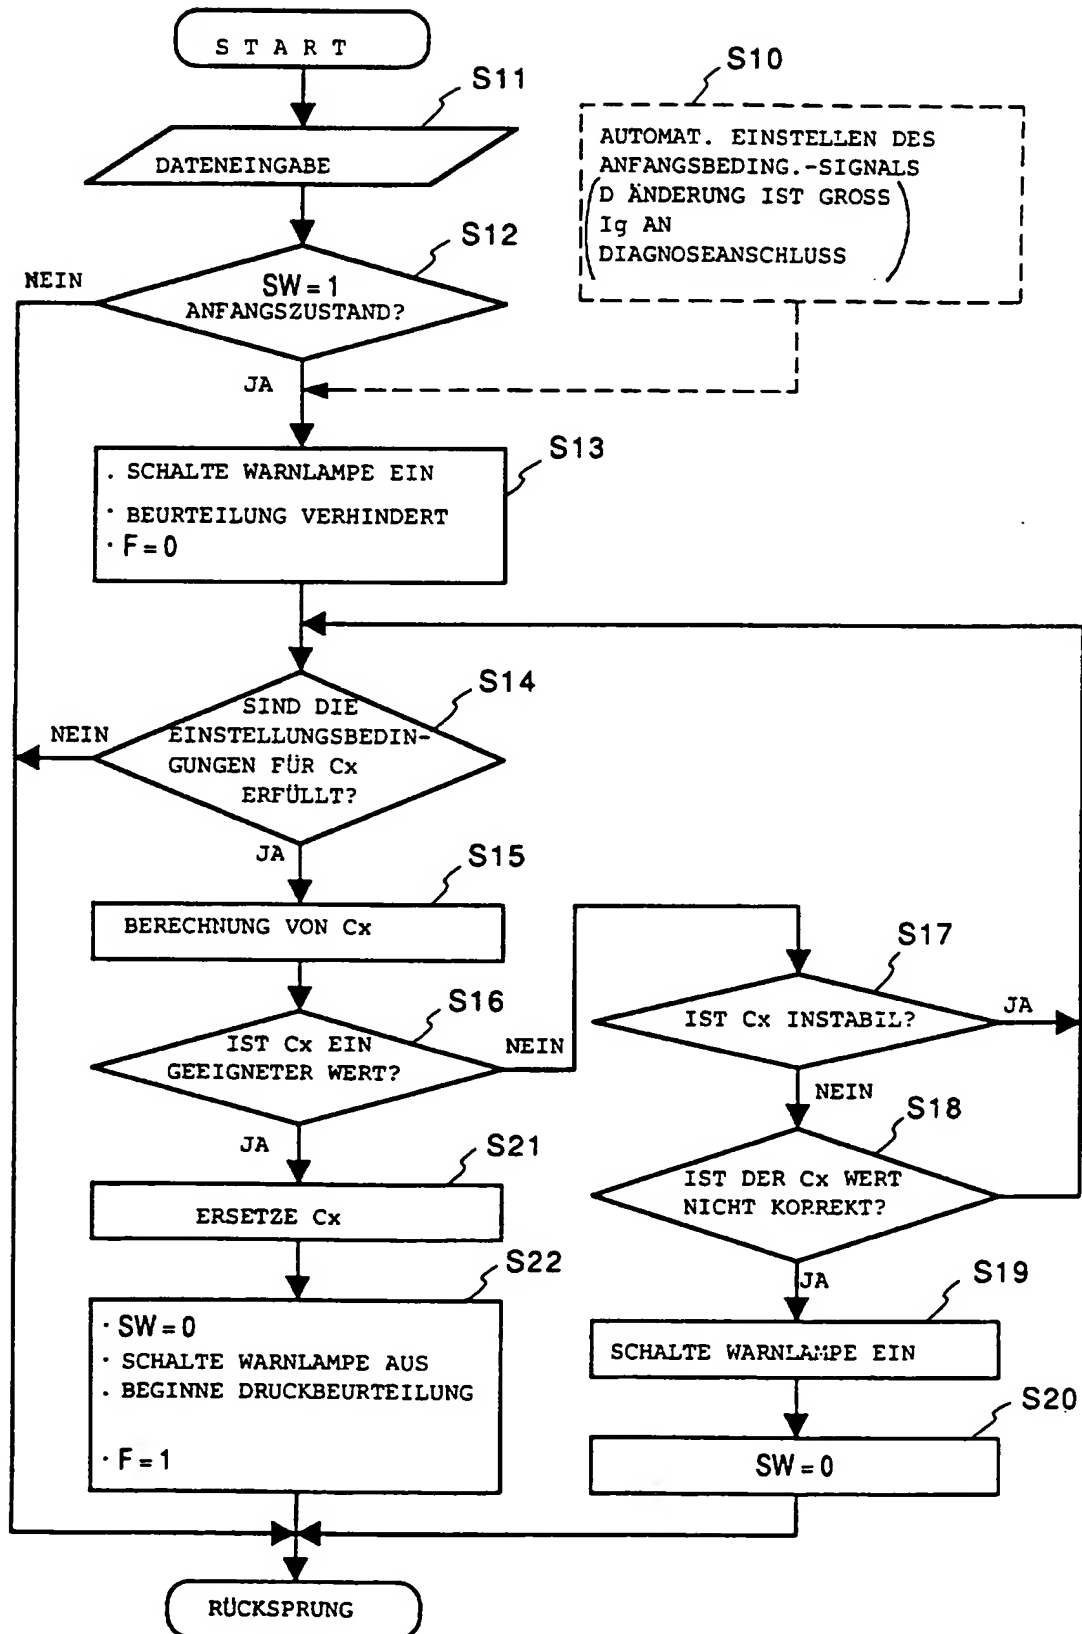 START
S11
DATENEINGABE
S10
AUTOMAT. EINSTELLEN DES
ANFANGSBEDING.-SIGNALS
D ÄNDERUNG IST GROSS
Ig AN
DIAGNOSEANSCHLUSS
S12
NEIN
SW=1
ANFANGSZUSTAND?
JA
S13
. SCHALTE WARNLAMPE EIN
· BEURTEILUNG VERHINDERT
· F=0
S14
NEIN
SIND DIE
EINSTELLUNGSBEDIN-
GUNGEN FÜR Cx
ERFÜLLT?
JA
S15
BERECHNUNG VON Cx
S16
IST Cx EIN
GEEIGNETER WERT?
NEIN
JA
S17
IST Cx INSTABIL?
JA
NEIN
S18
IST DER Cx WERT
NICHT KORREKT?
JA
S21
ERSETZE Cx
S22
· SW=0
· SCHALTE WARNLAMPE AUS
. BEGINNE DRUCKBEURTEILUNG
· F=1
S19
SCHALTE WARNLAMPE EIN
S20
SW=0
RÜCKSPRUNG